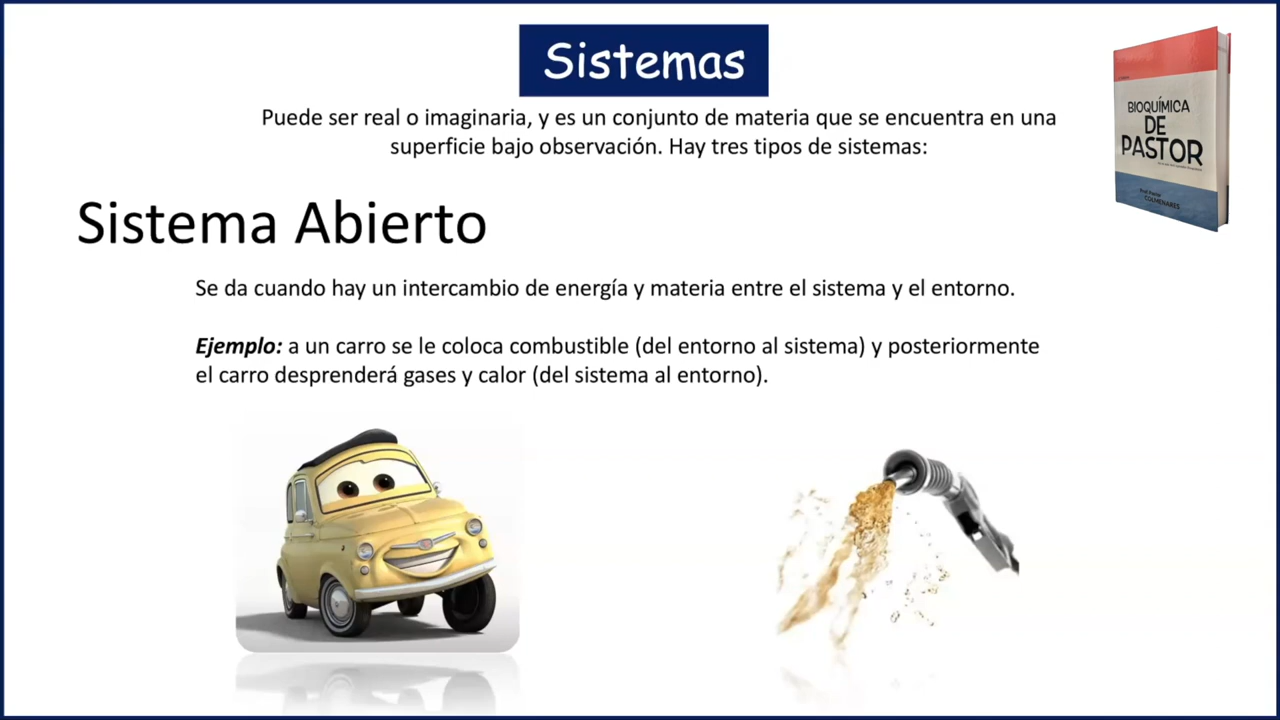 Sistemas
Puede ser real o imaginaria, y es un conjunto de materia que se encuentra en una
superficie bajo observación. Hay tres tipos de sistemas:
BIOQUÍMICA
DE
PASTOR
COLMENARES
Sistema Abierto
Se da cuando hay un intercambio de energía y materia entre el sistema y el entorno.
Ejemplo: a un carro se le coloca combustible (del entorno al sistema) y posteriormente
el carro desprenderá gases y calor (del sistema al entorno).